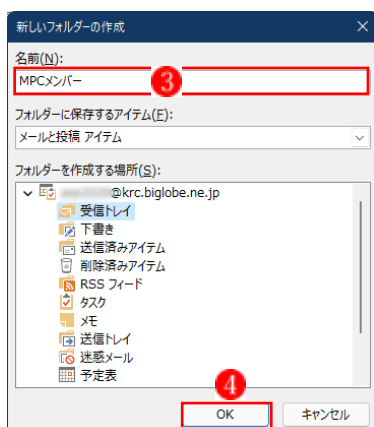 新しいフォルダーの作成
名前(N):
MPCメンバー
3
フォルダーに保存するアイテム(F):
メールと投稿 アイテム
フォルダーを作成する場所(S):
@krc.biglobe.ne.jp
受信トレイ
下書き
送信済みアイテム
削除済みアイテム
RSS フィード
タスク
メモ
送信トレイ
迷惑メール
予定表
4
OK キャンセル